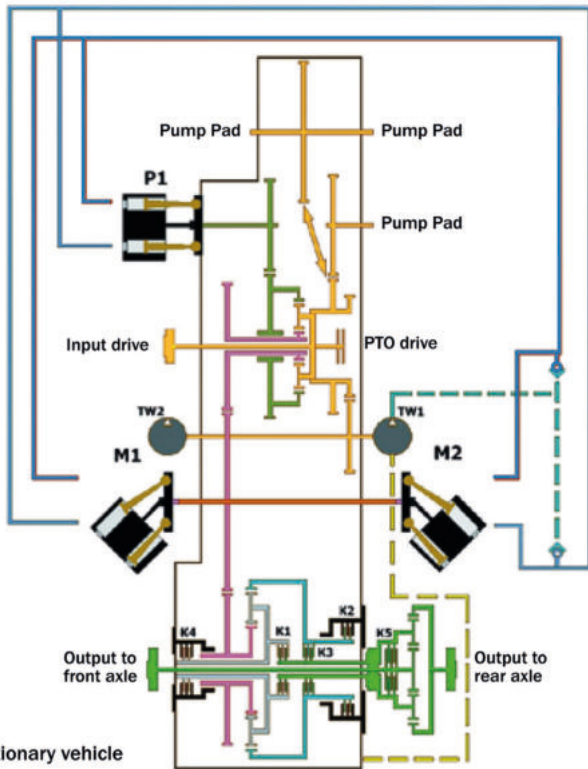 Pump Pad
Pump Pad
P1
Pump Pad
Input drive
PTO drive
TW2
TW1
M1
M2
K4
K1
K2
K3
K5
Output to
front axle
Output to
rear axle
tionary vehicle